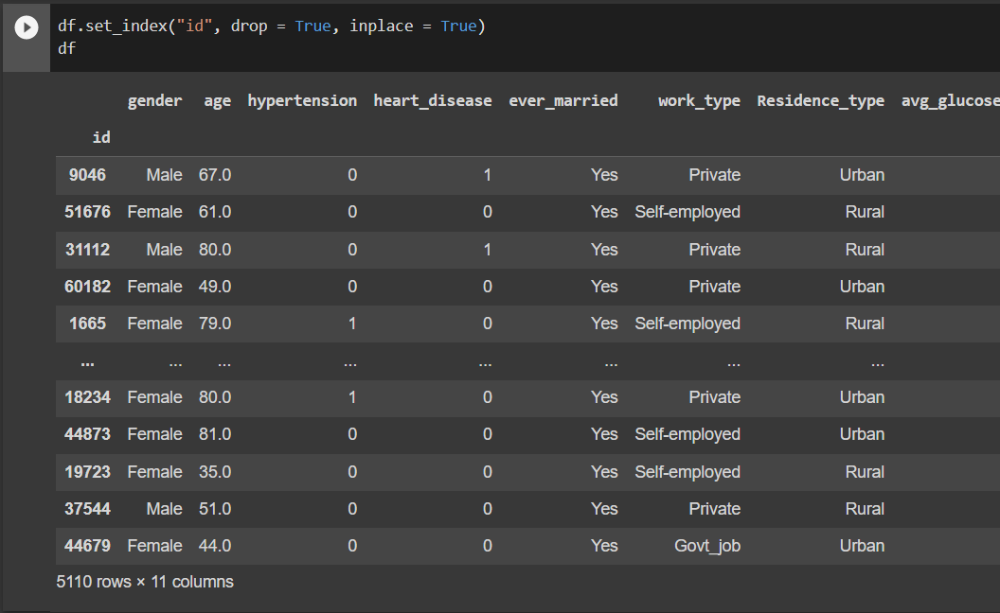 df.set_index("id", drop = True, inplace = True)
df
gender age hypertension heart_disease ever_married work_type Residence_type avg_glucose
id
9046 Male 67.0 0 1 Yes Private Urban
51676 Female 61.0 0 0 Yes Self-employed Rural
31112 Male 80.0 0 1 Yes Private Rural
60182 Female 49.0 0 0 Yes Private Urban
1665 Female 79.0 1 0 Yes Self-employed Rural
... ... ... ... ... ... ... ...
18234 Female 80.0 1 0 Yes Private Urban
44873 Female 81.0 0 0 Yes Self-employed Urban
19723 Female 35.0 0 0 Yes Self-employed Rural
37544 Male 51.0 0 0 Yes Private Rural
44679 Female 44.0 0 0 Yes Govt_job Urban
5110 rows × 11 columns